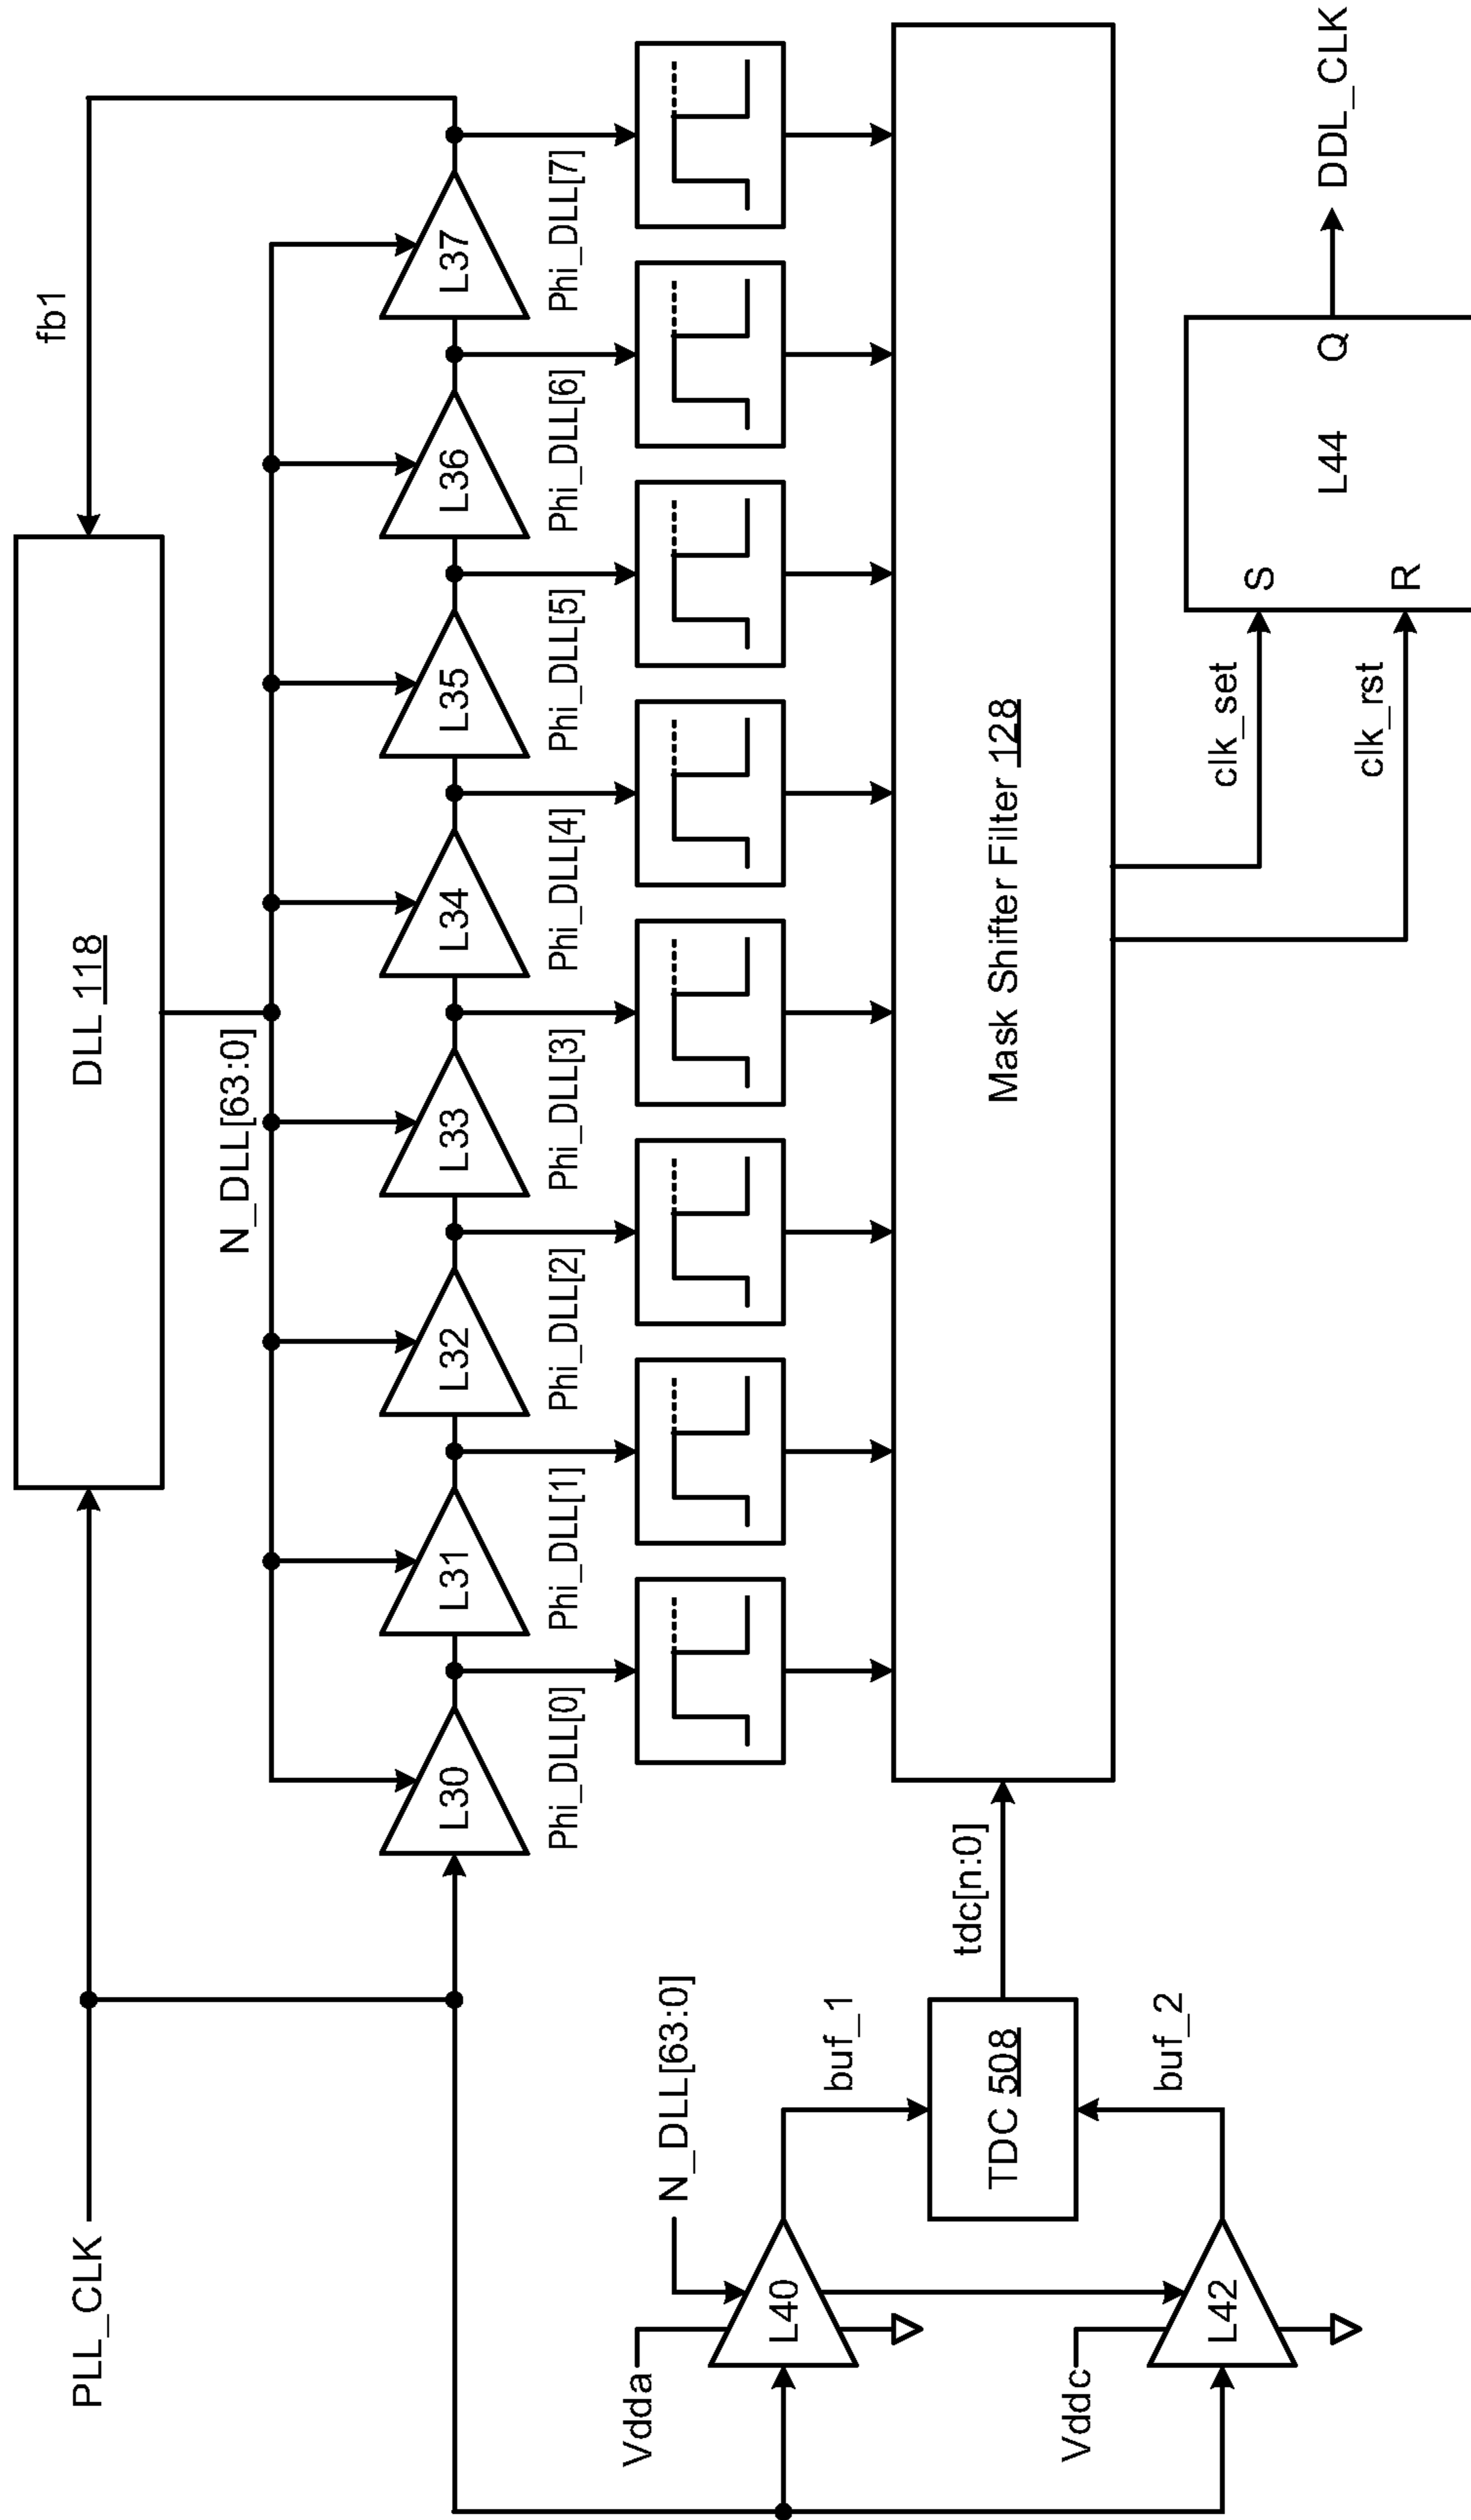 PLL_CLK
DLL 118
fb1
N_DLL[63:0]
L30
L31
L32
L33
L34
L35
L36
L37
Phi_DLL[0]
Phi_DLL[1]
Phi_DLL[2]
Phi_DLL[3]
Phi_DLL[4]
Phi_DLL[5]
Phi_DLL[6]
Phi_DLL[7]
Vdda
N_DLL[63:0]
L40
buf_1
TDC 508
tdc[n:0]
Mask Shifter Filter 128
Vddc
L42
buf_2
clk_set
clk_rst
S
R
L44
Q
DDL_CLK